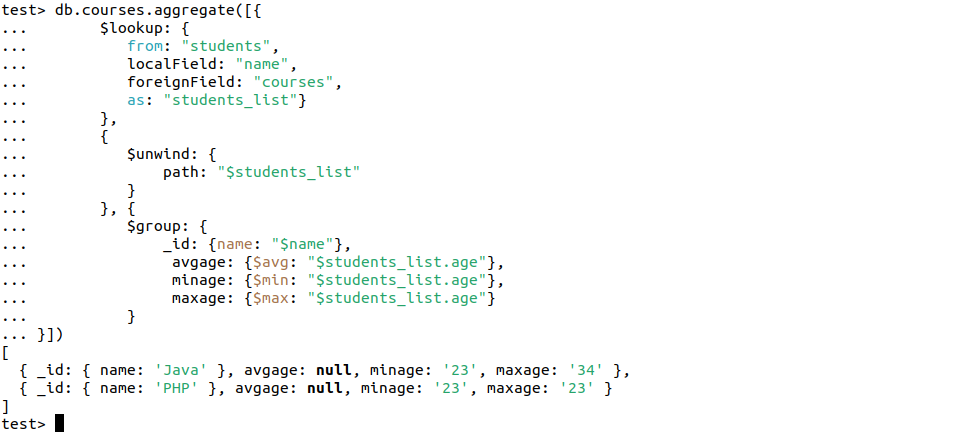 test> db.courses.aggregate([{
...        $lookup: {
...           from: "students",
...           localField: "name",
...           foreignField: "courses",
...           as: "students_list"}
...        },
...        {
...           $unwind: {
...               path: "$students_list"
...           }
...        }, {
...           $group: {
...               _id: {name: "$name"},
...                avgage: {$avg: "$students_list.age"},
...                minage: {$min: "$students_list.age"},
...                maxage: {$max: "$students_list.age"}
...           }
... }])
[
  { _id: { name: 'Java' }, avgage: null, minage: '23', maxage: '34' },
  { _id: { name: 'PHP' }, avgage: null, minage: '23', maxage: '23' }
]
test>